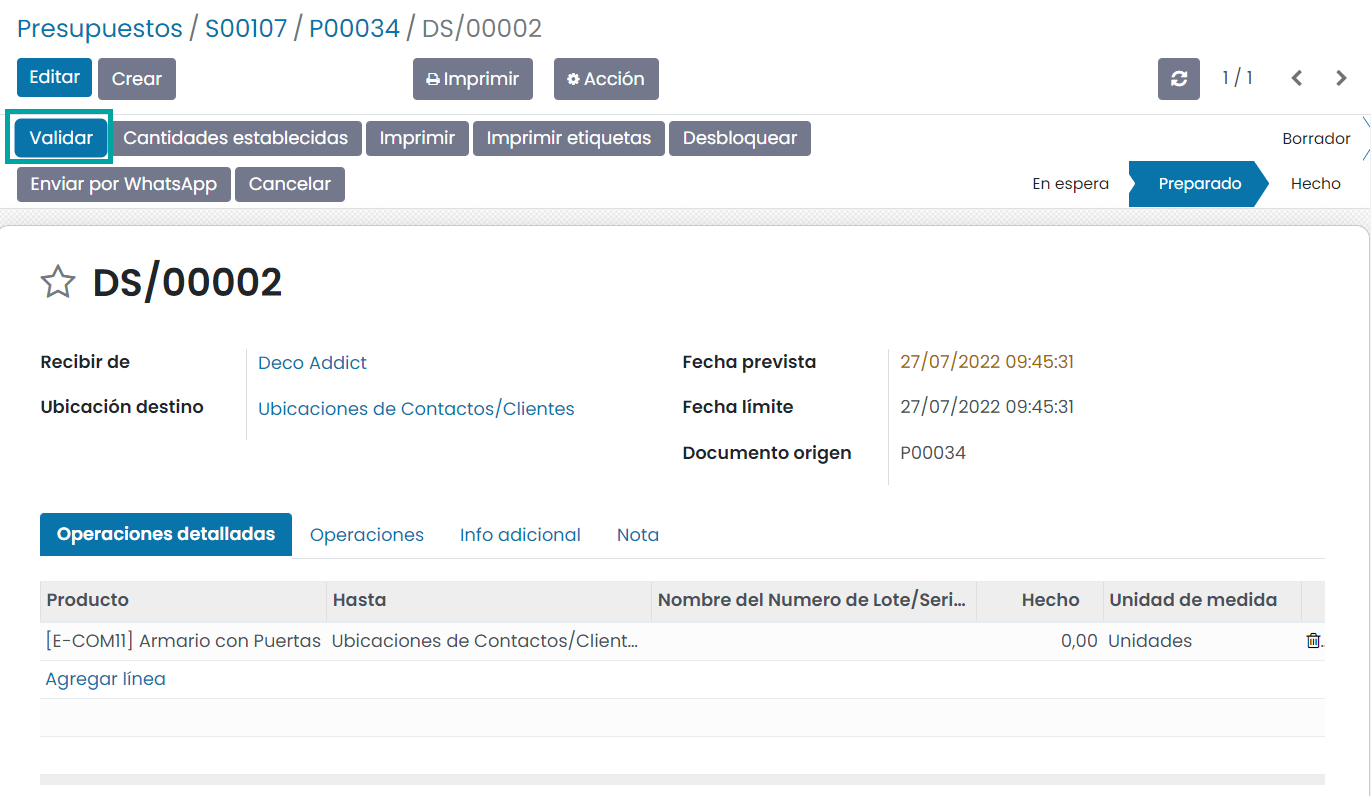 Presupuestos / S00107 / P00034 / DS/00002
Editar Crear Imprimir Acción 1 / 1
Validar Cantidades establecidas Imprimir Imprimir etiquetas Desbloquear Borrador
Enviar por WhatsApp Cancelar En espera Preparado Hecho
DS/00002
Recibir de Deco Addict Fecha prevista 27/07/2022 09:45:31
Ubicación destino Ubicaciones de Contactos/Clientes Fecha límite 27/07/2022 09:45:31
Documento origen P00034
Operaciones detalladas Operaciones Info adicional Nota
Producto Hasta Nombre del Numero de Lote/Seri... Hecho Unidad de medida
[E-COM11] Armario con Puertas Ubicaciones de Contactos/Client... 0,00 Unidades
Agregar línea